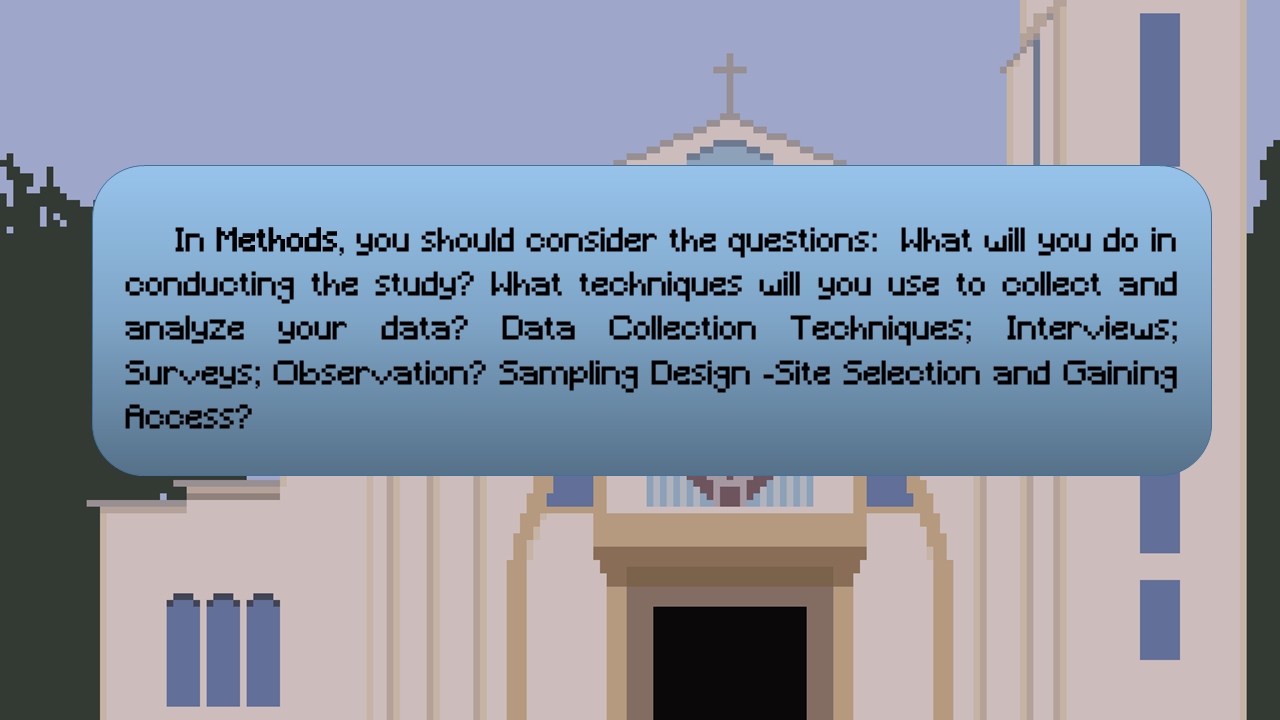 In Methods, you should consider the questions:  What will you do in
conducting the study? What techniques will you use to collect and
analyze your data? Data Collection Techniques; Interviews;
Surveys; Observation? Sampling Design -Site Selection and Gaining
Access?